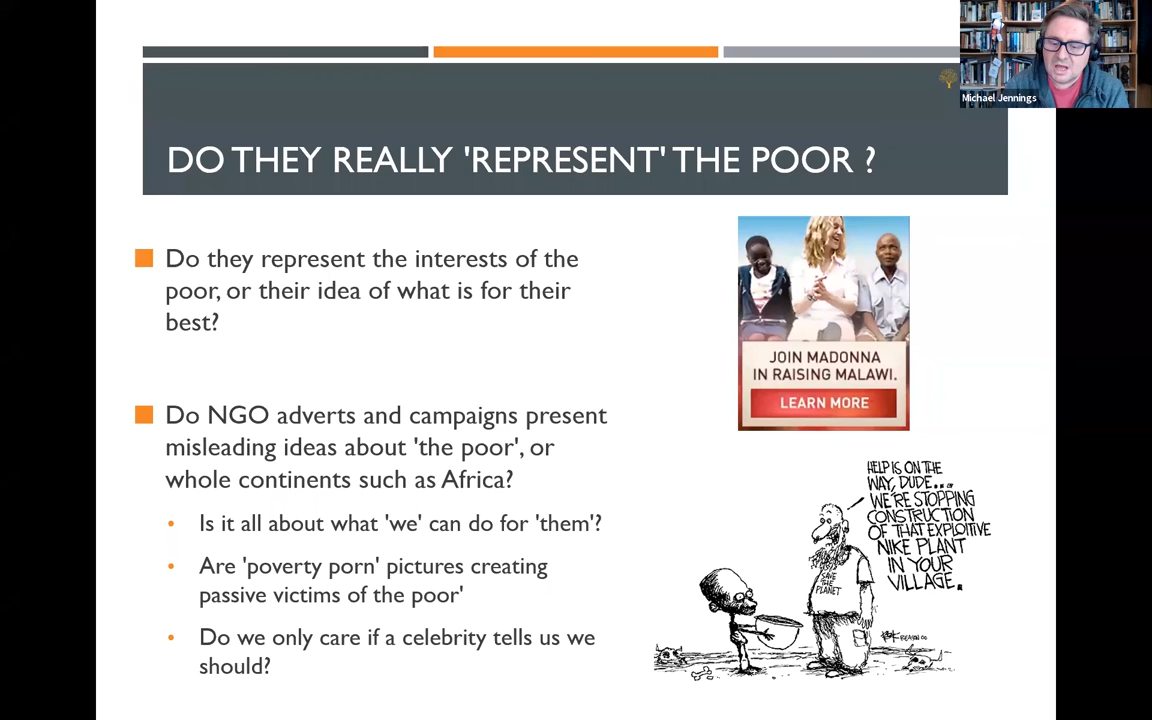 Michael Jennings
DO THEY REALLY 'REPRESENT' THE POOR ?
Do they represent the interests of the
poor, or their idea of what is for their
best?
Do NGO adverts and campaigns present
misleading ideas about 'the poor', or
whole continents such as Africa?
Is it all about what 'we' can do for 'them'?
Are 'poverty porn' pictures creating
passive victims of the poor'
Do we only care if a celebrity tells us we
should?
JOIN MADONNA
IN RAISING MALAWI.
LEARN MORE
HELP IS ON THE
WAY, DUDE....
WE'RE STOPPING
CONSTRUCTION
OF THAT EXPLOITIVE
NIKE PLANT
IN YOUR
VILLAGE.
SAVE
THE
PLANET